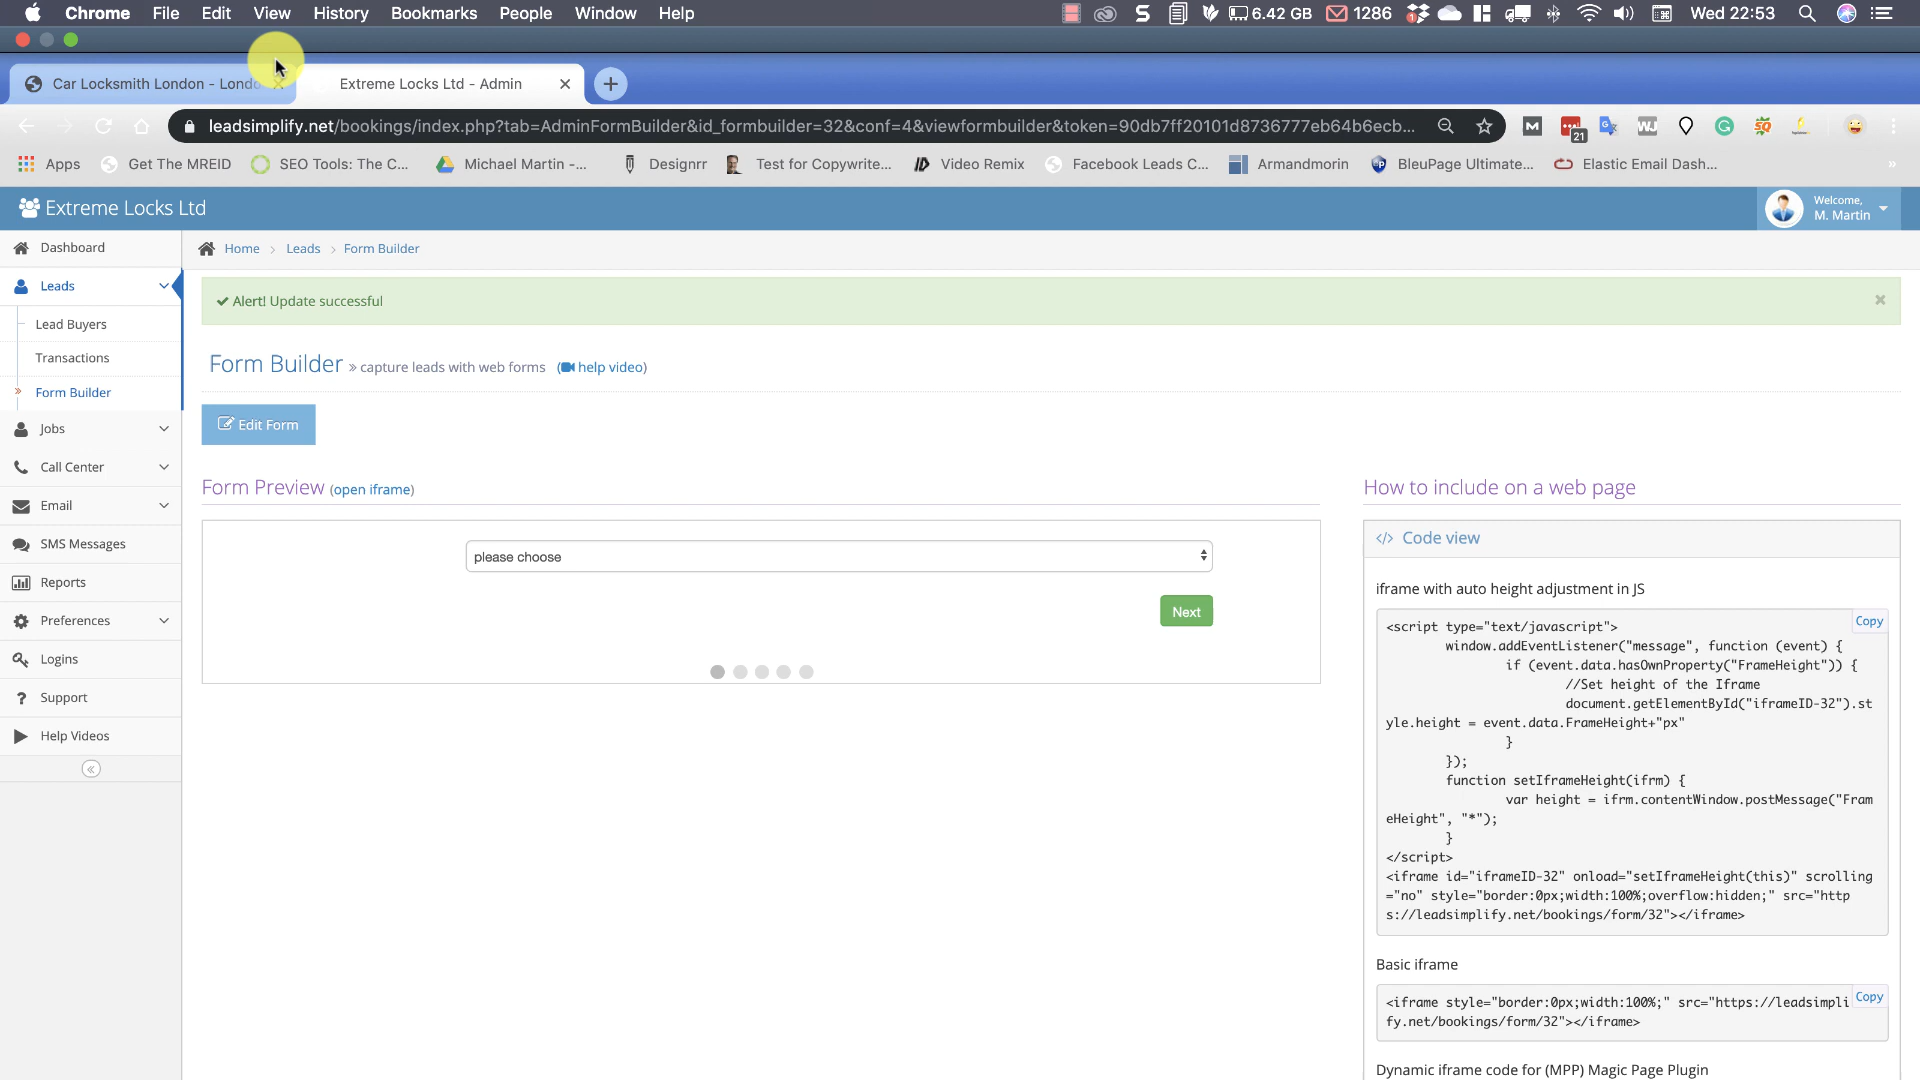 Chrome File Edit View History Bookmarks People Window Help 6.42 GB 1286 Wed 22:53
Car Locksmith London - Londo
Extreme Locks Ltd - Admin
leadsimplify.net/bookings/index.php?tab=AdminFormBuilder&id_formbuilder=32&conf=4&viewformbuilder&token=90db7ff20101d8736777eb64b6ecb...
21
Apps Get The MREID SEO Tools: The C... Michael Martin -... Designrr Test for Copywrite... Video Remix Facebook Leads C... Armandmorin BleuPage Ultimate... Elastic Email Dash... »
Extreme Locks Ltd
Welcome,
M. Martin
Dashboard
Leads
Lead Buyers
Transactions
Form Builder
Jobs
Call Center
Email
SMS Messages
Reports
Preferences
Logins
Support
Help Videos
Home > Leads > Form Builder
Alert! Update successful
Form Builder » capture leads with web forms (help video)
Edit Form
Form Preview (open iframe)
please choose
Next
How to include on a web page
</> Code view
iframe with auto height adjustment in JS
Copy
<script type="text/javascript">
window.addEventListener("message", function (event) {
if (event.data.hasOwnProperty("FrameHeight")) {
//Set height of the Iframe
document.getElementById("iframeID-32").st
yle.height = event.data.FrameHeight+"px"
}
});
function setIframeHeight(ifrm) {
var height = ifrm.contentWindow.postMessage("Fram
eHeight", "*");
}
</script>
<iframe id="iframeID-32" onload="setIframeHeight(this)" scrolling
="no" style="border:0px;width:100%;overflow:hidden;" src="http
s://leadsimplify.net/bookings/form/32"></iframe>
Basic iframe
Copy
<iframe style="border:0px;width:100%;" src="https://leadsimpli
fy.net/bookings/form/32"></iframe>
Dynamic iframe code for (MPP) Magic Page Plugin